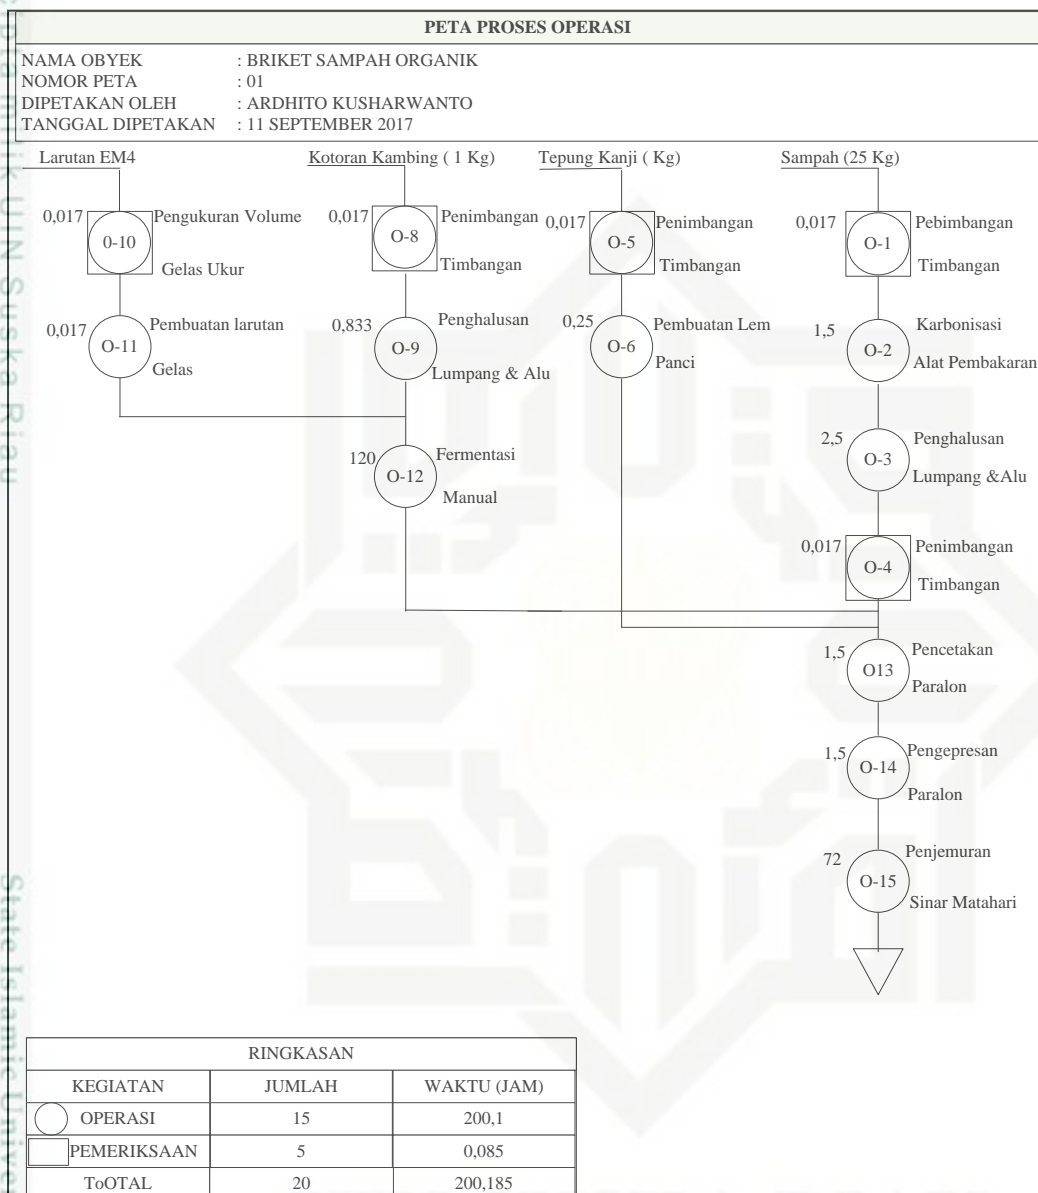 PETA PROSES OPERASI
NAMA OBYEK : BRIKET SAMPAH ORGANIK
NOMOR PETA : 01
DIPETAKAN OLEH : ARDHITO KUSHARWANTO
TANGGAL DIPETAKAN : 11 SEPTEMBER 2017
Larutan EM4
Kotoran Kambing ( 1 Kg)
Tepung Kanji ( Kg)
Sampah (25 Kg)
0,017
0-10
Pengukuran Volume
Gelas Ukur
0,017
O-11
Pembuatan larutan
Gelas
0,017
O-8
Penimbangan
Timbangan
0,833
O-9
Penghalusan
Lumpang & Alu
120
O-12
Fermentasi
Manual
0,017
O-5
Penimbangan
Timbangan
0,25
O-6
Pembuatan Lem
Panci
0,017
O-1
Pebimbangan
Timbangan
1,5
O-2
Karbonisasi
Alat Pembakaran
2,5
O-3
Penghalusan
Lumpang &Alu
0,017
O-4
Penimbangan
Timbangan
1,5
O13
Pencetakan
Paralon
1,5
O-14
Pengepresan
Paralon
72
O-15
Penjemuran
Sinar Matahari
RINGKASAN
KEGIATAN JUMLAH WAKTU (JAM)
OPERASI 15 200,1
PEMERIKSAAN 5 0,085
ToOTAL 20 200,185
milik UIN Suska Riau
State Islamic